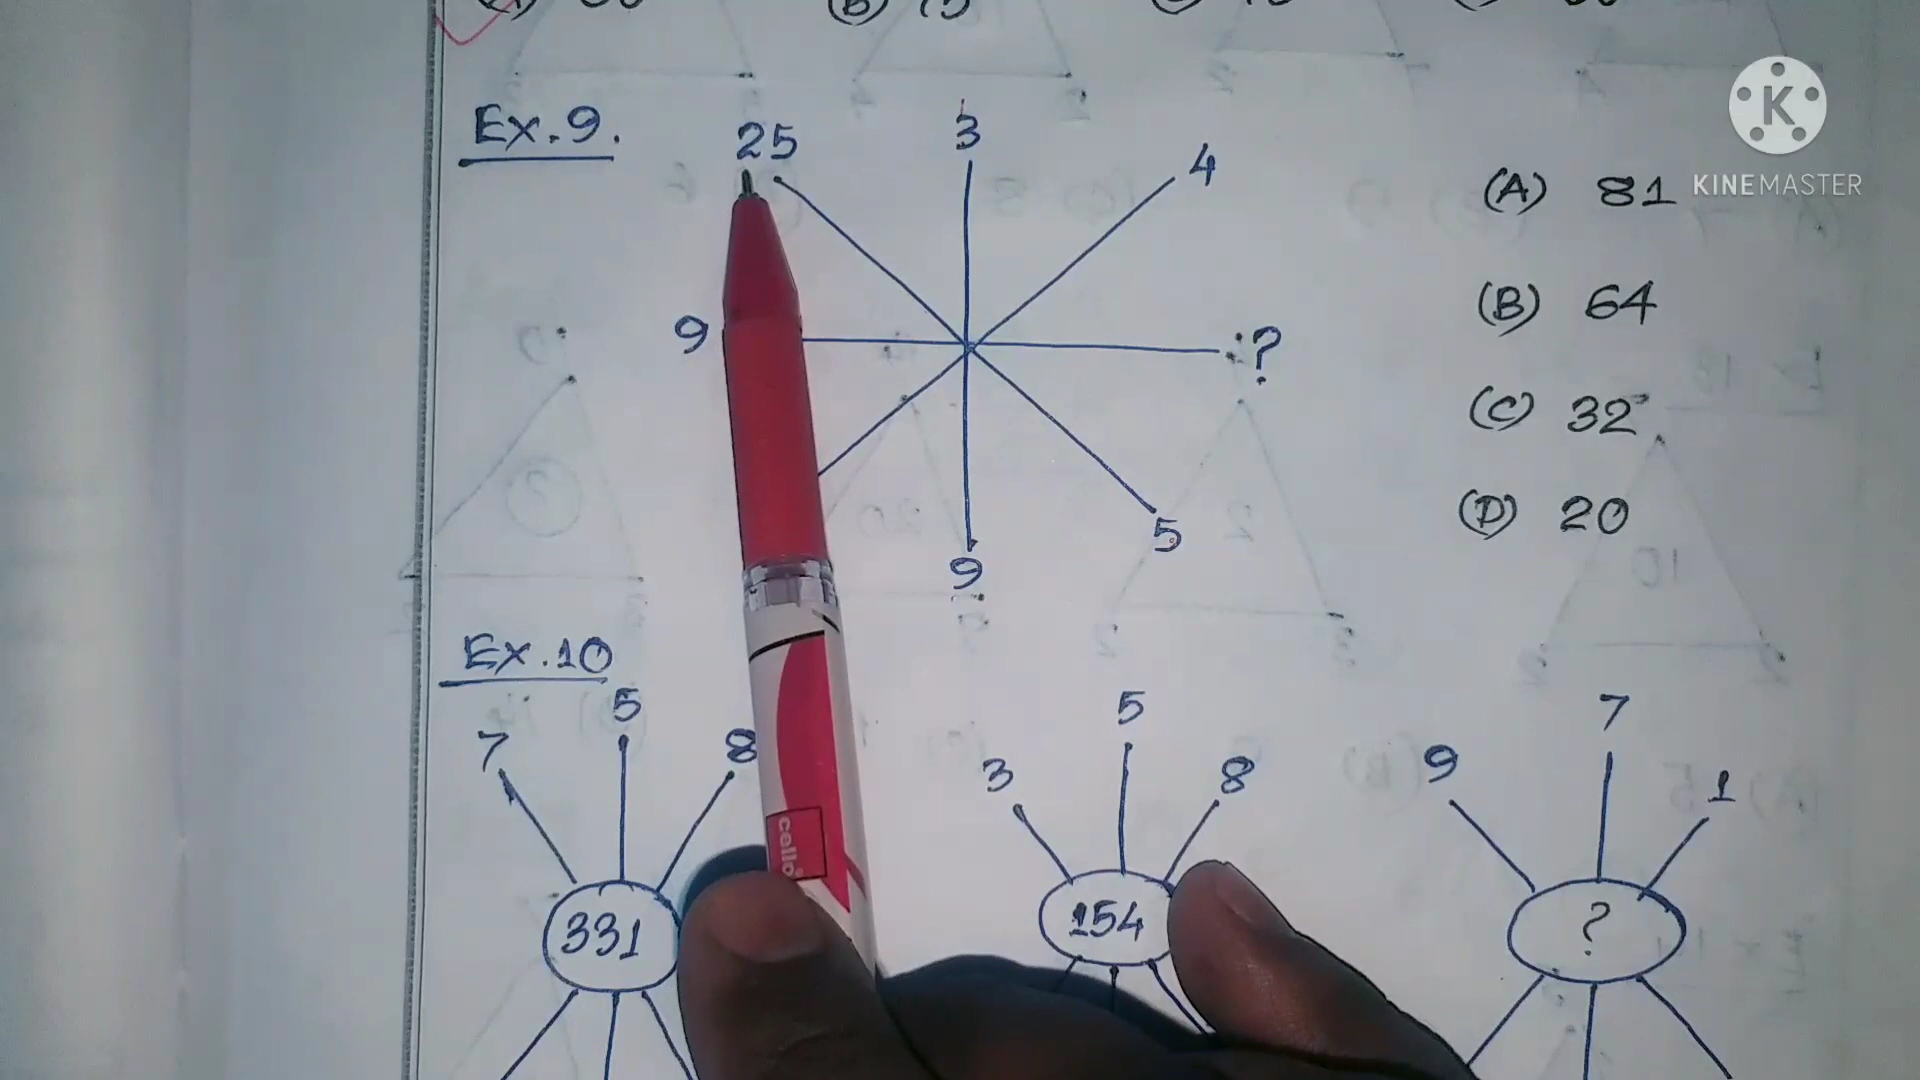 Ex.9.
25 3 4
9 ?
9 5
(A) 81
(B) 64
(C) 32
(D) 20
KINEMASTER
Ex.10
7 5 8
331
3 5 8
154
9 7 1
?
cello